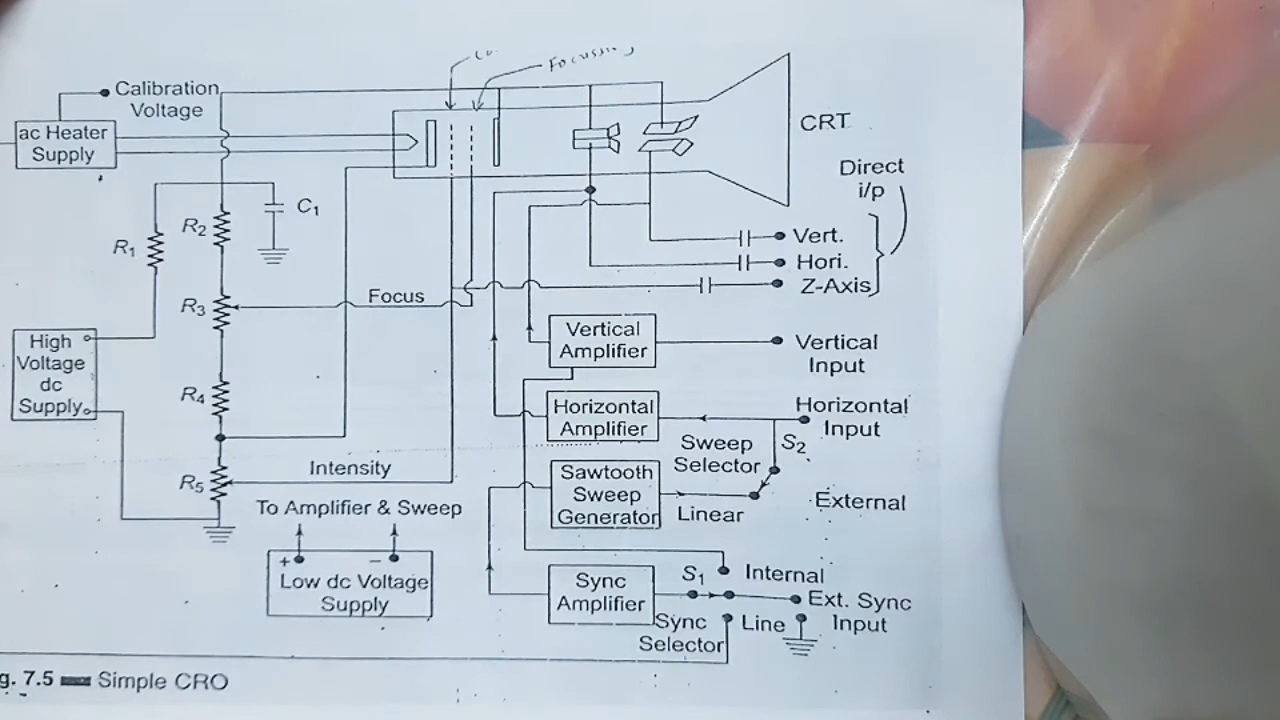 Focussing
Calibration
Voltage
ac Heater
Supply
CRT
Direct
i/p
C1
R2
R1
Vert.
Hori.
Z-Axis
Focus
R3
High
Voltage
dc
Supply
Vertical
Amplifier
Vertical
Input
R4
Horizontal
Amplifier
Horizontal
Input
Sweep
Selector
S2
Intensity
R5
Sawtooth
Sweep
Generator
Linear
External
To Amplifier & Sweep
+ −
Low dc Voltage
Supply
Sync
Amplifier
S1
Internal
Ext. Sync
Input
Sync
Selector
Line
g. 7.5 Simple CRO